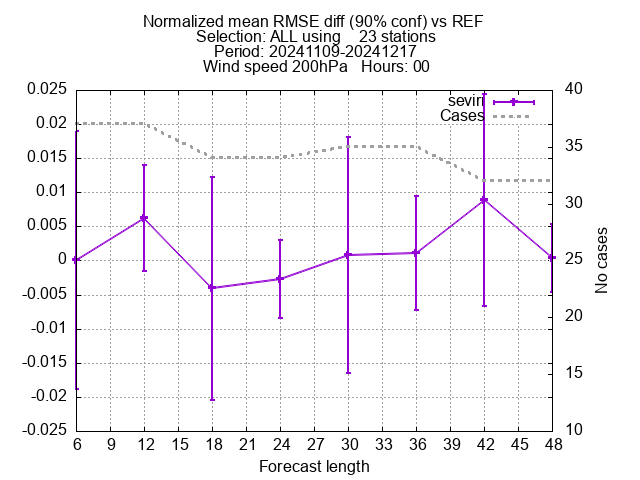 Normalized mean RMSE diff (90% conf) vs REF
Selection: ALL using    23 stations
Period: 20241109-20241217
Wind speed 200hPa   Hours: 00
seviri
Cases
0.025
0.02
0.015
0.01
0.005
0
-0.005
-0.01
-0.015
-0.02
-0.025
40
35
30
25
20
15
10
No cases
6 9 12 15 18 21 24 27 30 33 36 39 42 45 48
Forecast length